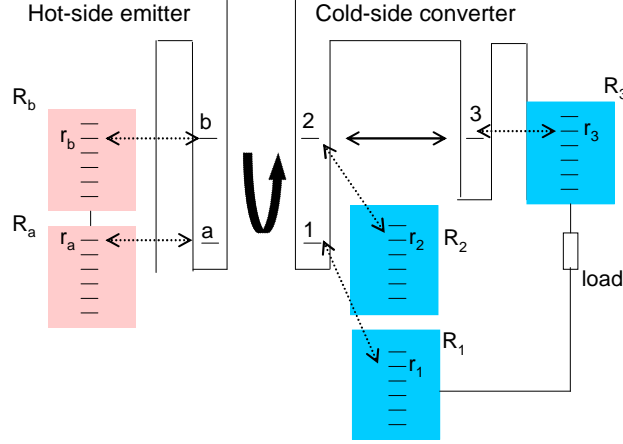 Hot-side emitter
Cold-side converter
R_b
r_b
b
R_a
r_a
a
2
1
3
R_3
r_3
r_2
R_2
load
R_1
r_1